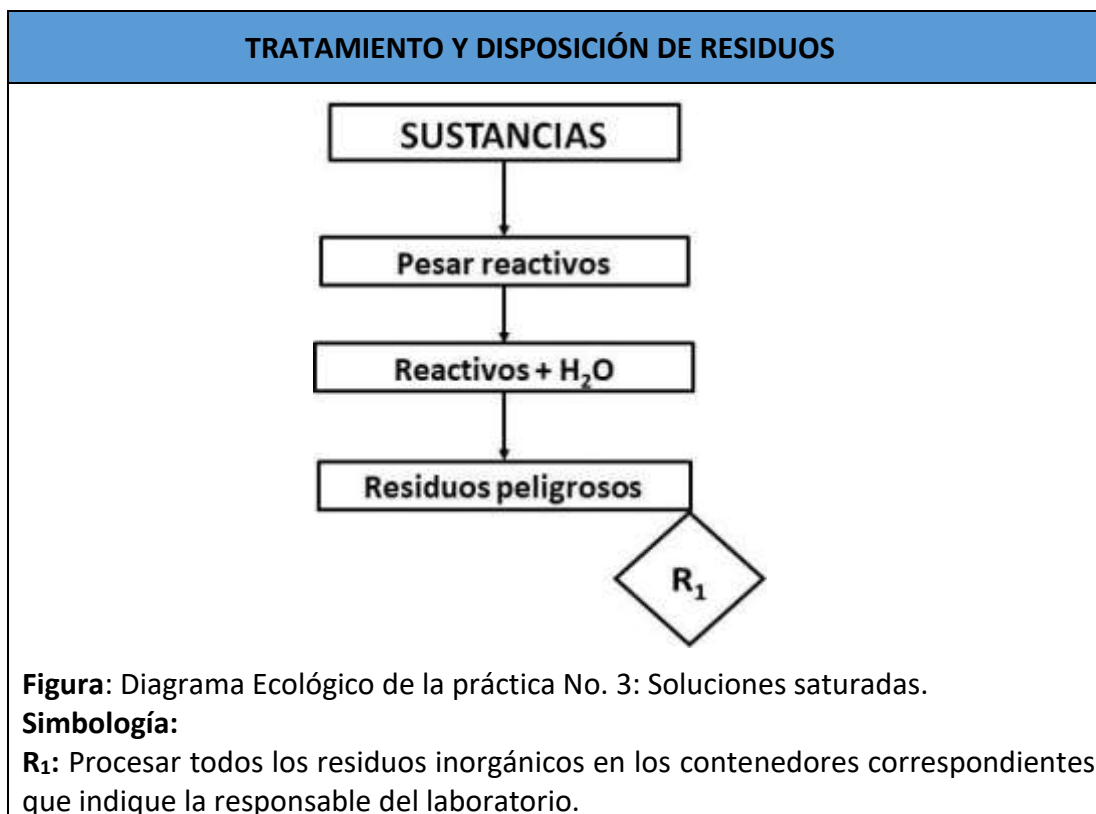 TRATAMIENTO Y DISPOSICIÓN DE RESIDUOS
SUSTANCIAS
Pesar reactivos
Reactivos + H₂O
Residuos peligrosos
R₁
Figura: Diagrama Ecológico de la práctica No. 3: Soluciones saturadas.
Simbología:
R₁: Procesar todos los residuos inorgánicos en los contenedores correspondientes
que indique la responsable del laboratorio.